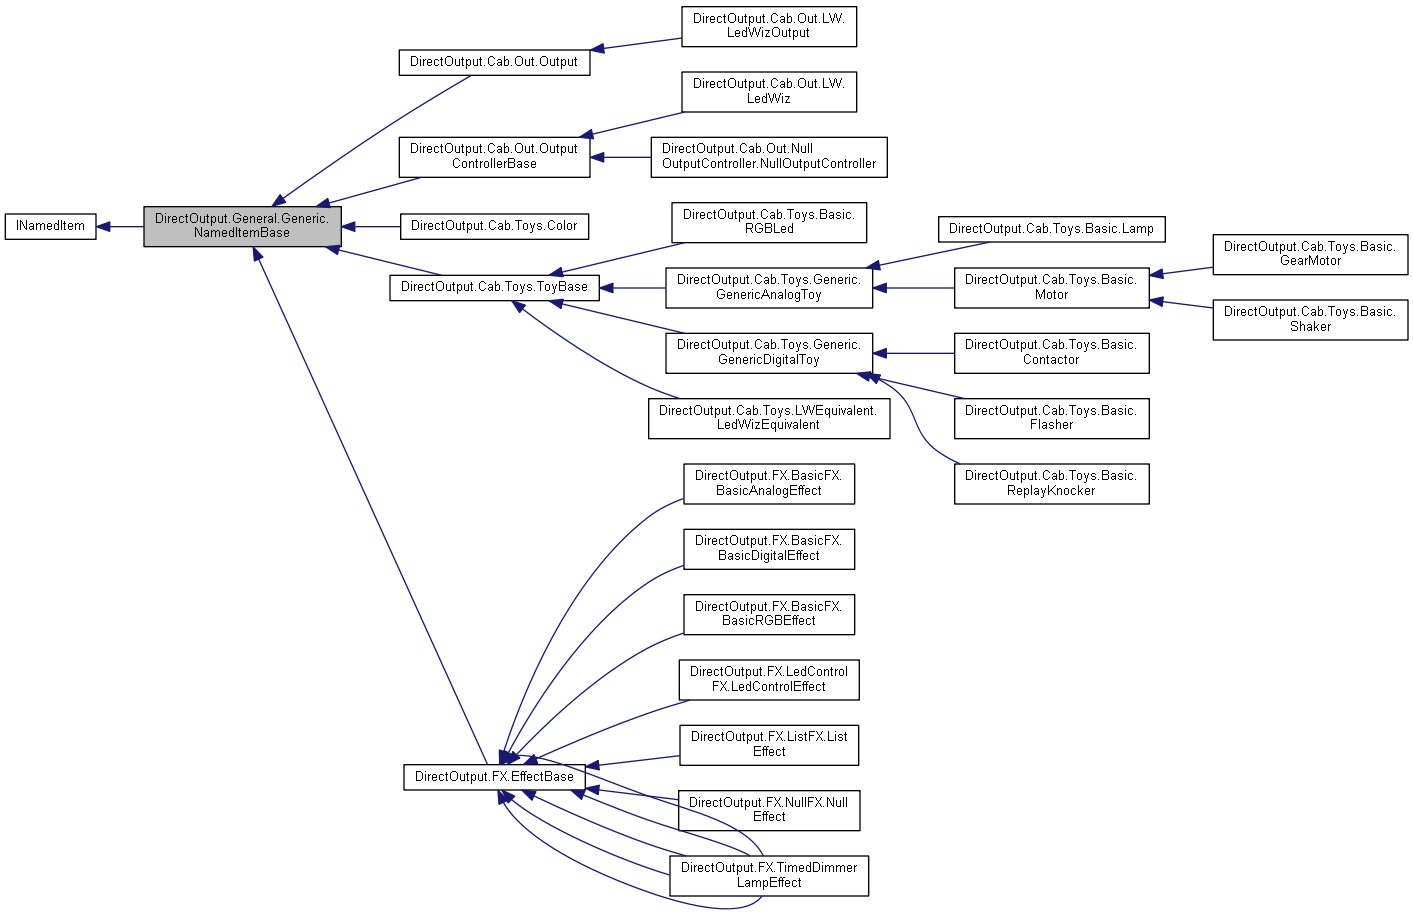 DirectOutput.Cab.Out.LW.
LedWizOutput
DirectOutput.Cab.Out.Output
DirectOutput.Cab.Out.LW.
LedWiz
DirectOutput.Cab.Out.Output
ControllerBase
DirectOutput.Cab.Out.Null
OutputController.NullOutputController
INamedItem
DirectOutput.General.Generic.
NamedItemBase
DirectOutput.Cab.Toys.Color
DirectOutput.Cab.Toys.Basic.
RGBLed
DirectOutput.Cab.Toys.Basic.Lamp
DirectOutput.Cab.Toys.ToyBase
DirectOutput.Cab.Toys.Generic.
GenericAnalogToy
DirectOutput.Cab.Toys.Basic.
Motor
DirectOutput.Cab.Toys.Basic.
GearMotor
DirectOutput.Cab.Toys.Basic.
Shaker
DirectOutput.Cab.Toys.Generic.
GenericDigitalToy
DirectOutput.Cab.Toys.Basic.
Contactor
DirectOutput.Cab.Toys.LWEquivalent.
LedWizEquivalent
DirectOutput.Cab.Toys.Basic.
Flasher
DirectOutput.Cab.Toys.Basic.
ReplayKnocker
DirectOutput.FX.BasicFX.
BasicAnalogEffect
DirectOutput.FX.BasicFX.
BasicDigitalEffect
DirectOutput.FX.BasicFX.
BasicRGBEffect
DirectOutput.FX.LedControl
FX.LedControlEffect
DirectOutput.FX.ListFX.List
Effect
DirectOutput.FX.EffectBase
DirectOutput.FX.NullFX.Null
Effect
DirectOutput.FX.TimedDimmer
LampEffect